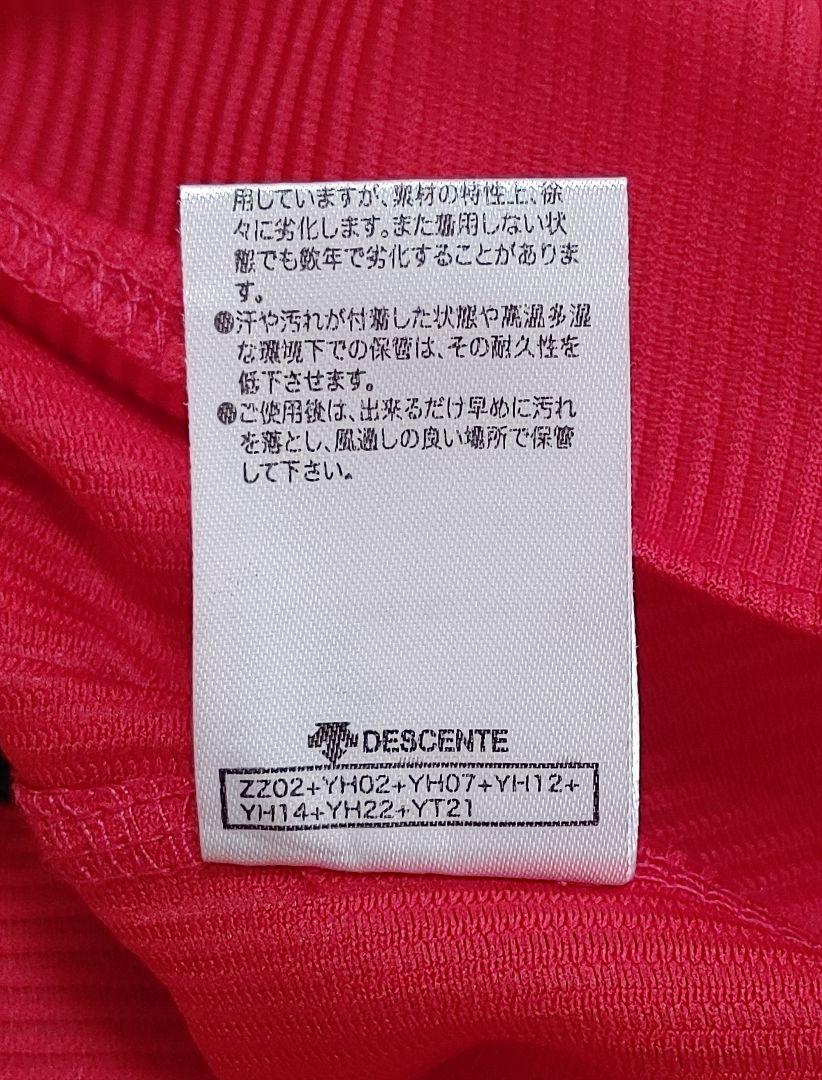 用していますが、素材の特性上、徐
々に劣化します。また着用しない状
態でも数年で劣化することがありま
す。
汗や汚れが付着した状態や高温多湿
な環境下での保管は、その耐久性を
低下させます。
ご使用後は、出来るだけ早めに汚れ
を落とし、風通しの良い場所で保管
して下さい。
DESCENTE
ZZ02+YH02+YH07+YH12+
YH14+YH22+YT21